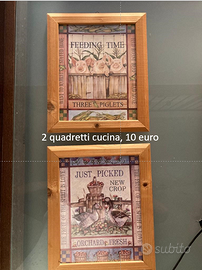 FEEDING TIME
THREE PIGLETS
2 quadretti cucina, 10 euro
JUST PICKED
NEW
CROP
ORCHARD FRESH
subito